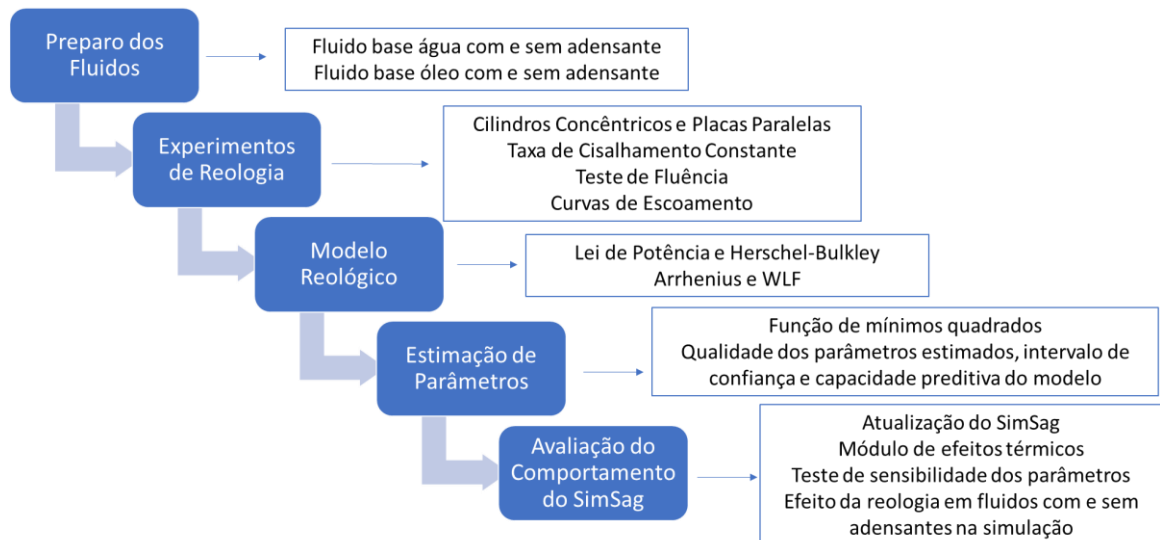 Preparo dos
Fluidos
Fluido base água com e sem adensante
Fluido base óleo com e sem adensante
Experimentos
de Reologia
Cilindros Concêntricos e Placas Paralelas
Taxa de Cisalhamento Constante
Teste de Fluência
Curvas de Escoamento
Modelo
Reológico
Lei de Potência e Herschel-Bulkley
Arrhenius e WLF
Estimação de
Parâmetros
Função de mínimos quadrados
Qualidade dos parâmetros estimados, intervalo de
confiança e capacidade preditiva do modelo
Avaliação do
Comportamento
do SimSag
Atualização do SimSag
Módulo de efeitos térmicos
Teste de sensibilidade dos parâmetros
Efeito da reologia em fluidos com e sem
adensantes na simulação